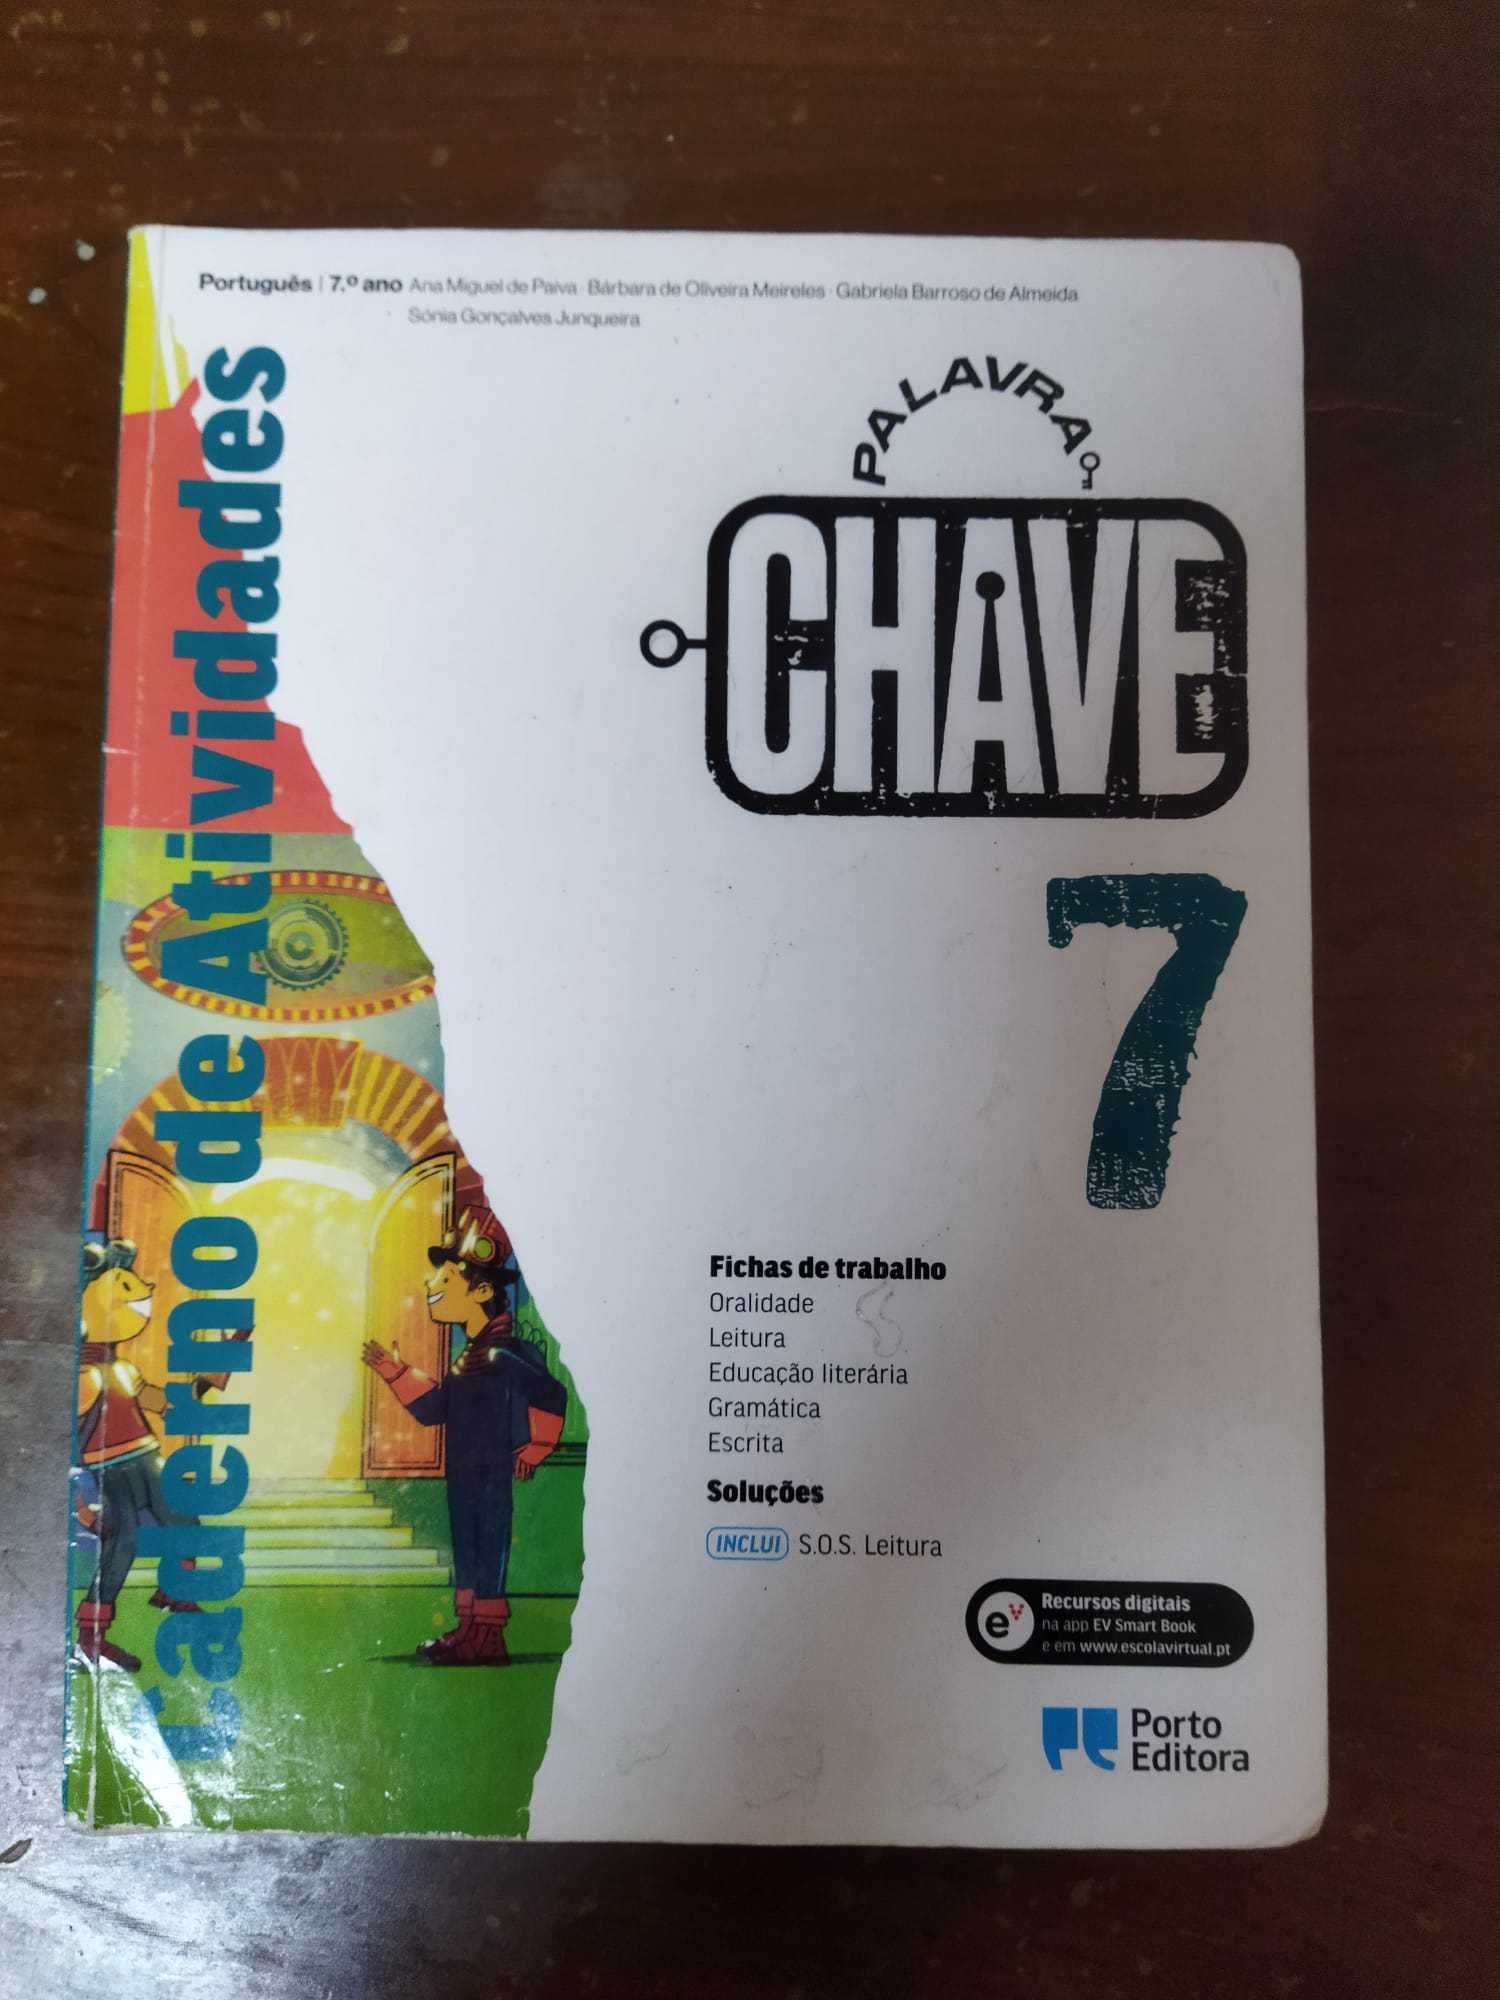 Português | 7.º ano Ana Miguel de Paiva · Bárbara de Oliveira Meireles · Gabriela Barroso de Almeida
Sónia Gonçalves Junqueira
Caderno de Atividades
PALAVRA
CHAVE
7
Fichas de trabalho
Oralidade
Leitura
Educação literária
Gramática
Escrita
Soluções
INCLUI S.O.S. Leitura
ev Recursos digitais
na app EV Smart Book
e em www.escolavirtual.pt
Porto
Editora